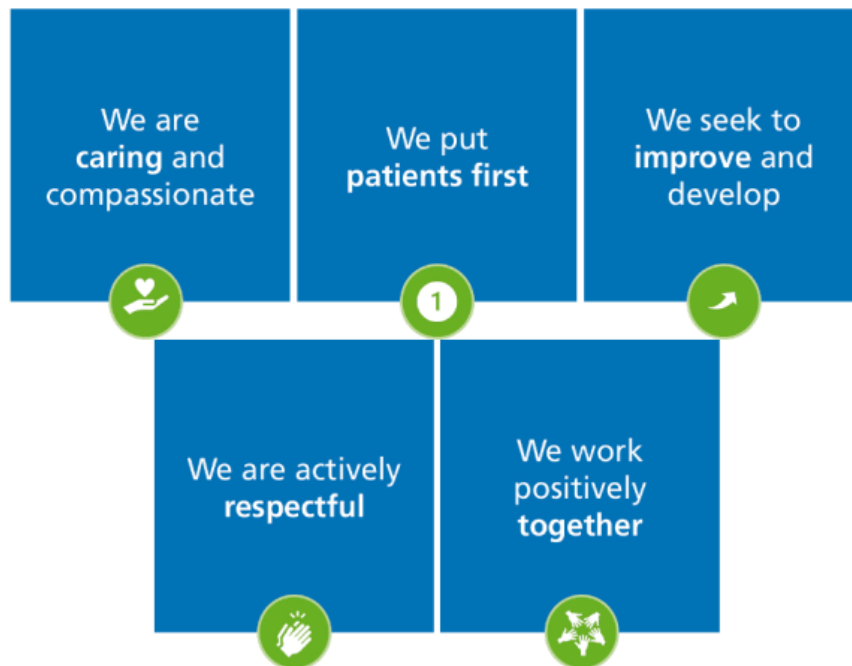 We are
caring and
compassionate
We put
patients first
We seek to
improve and
develop
1
We are actively
respectful
We work
positively
together